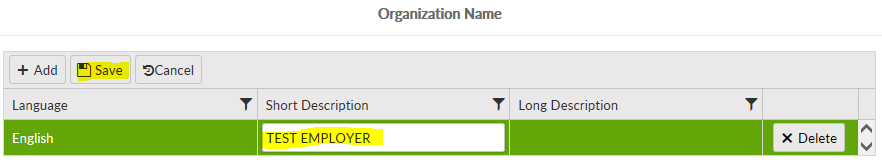 Organization Name
Add Save Cancel
Language Short Description Long Description
English TEST EMPLOYER Delete